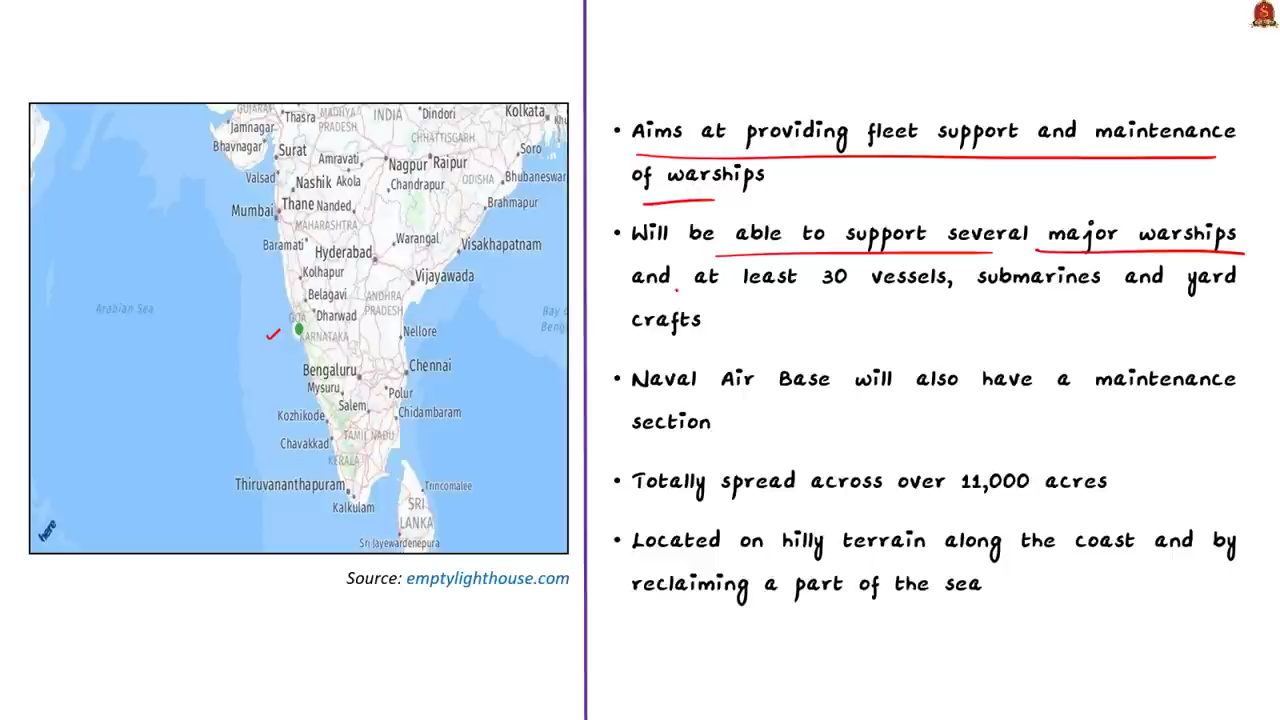 GUJARAT
Thasra
MADHYA
PRADESH
INDIA
Dindori
Kolkata
Jamnagar
Bhavnagar
CHHATTISGARH
Surat
Amravati
Nagpur
Raipur
Soro
Valsad
Nashik
Akola
Chandrapur
ODISHA
Bhubaneswar
Mumbai
Thane
Nanded
Brahmapur
MAHARASHTRA
Baramati
Hyderabad
Warangal
Visakhapatnam
Kolhapur
Vijayawada
Belagavi
ANDHRA
PRADESH
Arabian Sea
GOA
Dharwad
Bay o
Beng
KARNATAKA
Nellore
Bengaluru
Chennai
Mysuru
Polur
Salem
Kozhikode
Chidambaram
Chavakkad
TAMIL NADU
KERALA
Thiruvananthapuram
Trincomalee
Kalkulam
SRI
LANKA
Sri Jayewardenepura
here
Source: emptylighthouse.com
• Aims at providing fleet support and maintenance
of warships
• Will be able to support several major warships
and at least 30 vessels, submarines and yard
crafts
• Naval Air Base will also have a maintenance
section
• Totally spread across over 11,000 acres
• Located on hilly terrain along the coast and by
reclaiming a part of the sea